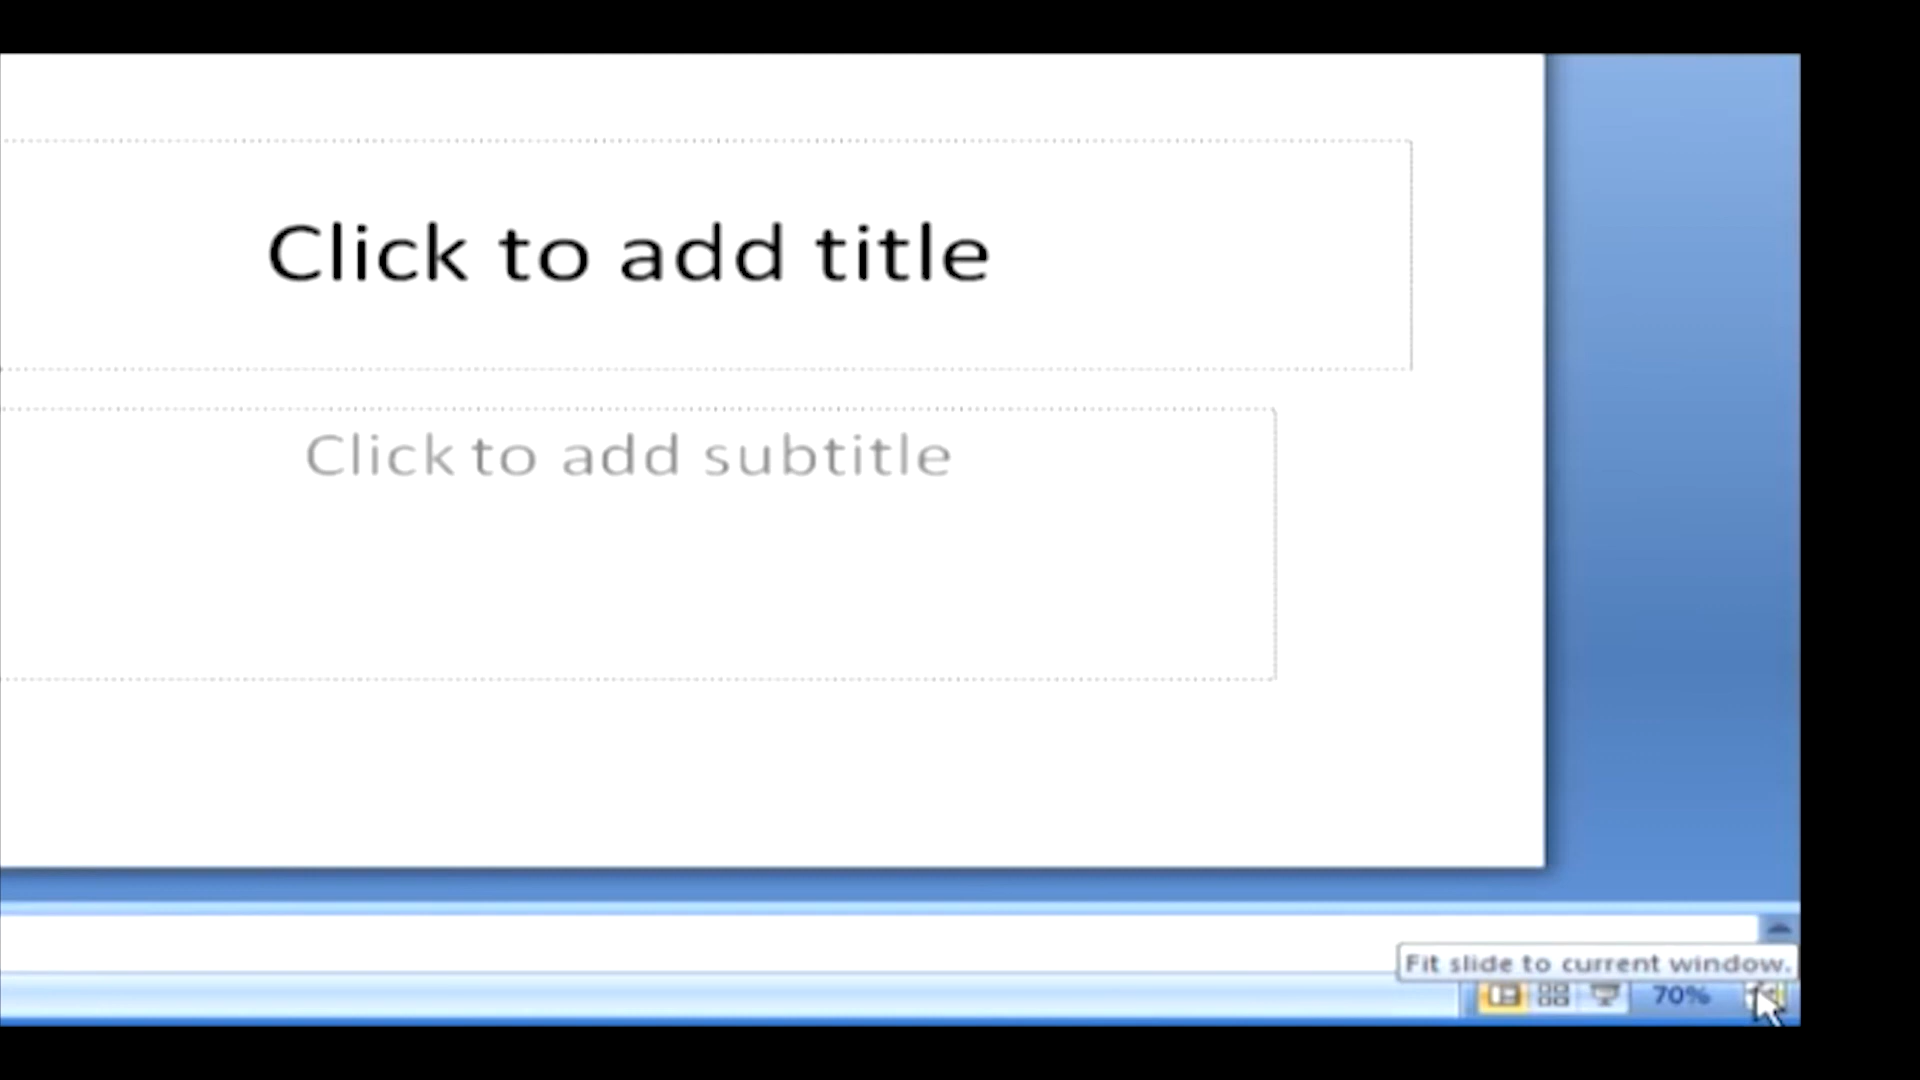 Click to add title
Click to add subtitle
Fit slide to current window.
70%